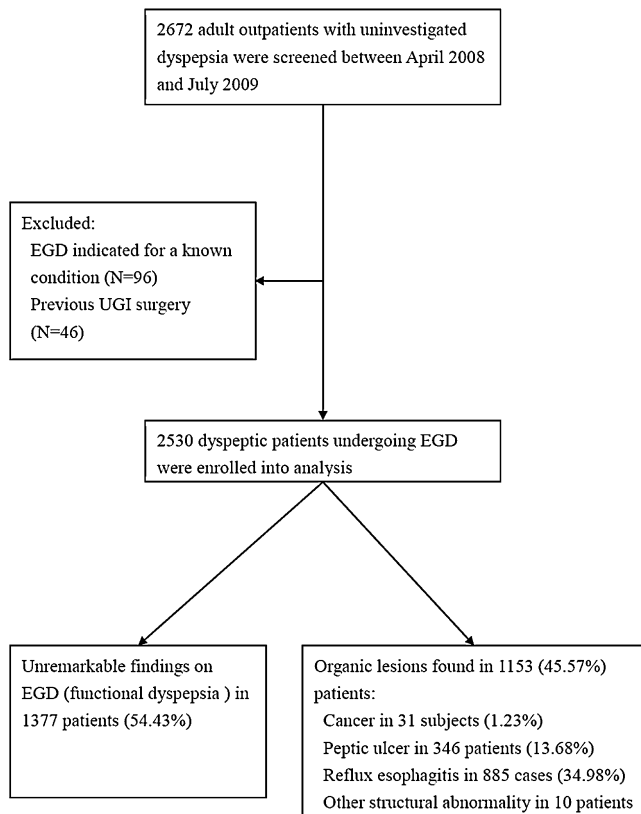 2672 adult outpatients with uninvestigated
dyspepsia were screened between April 2008
and July 2009
Excluded:
EGD indicated for a known
condition (N=96)
Previous UGI surgery
(N=46)
2530 dyspeptic patients undergoing EGD
were enrolled into analysis
Unremarkable findings on
EGD (functional dyspepsia ) in
1377 patients (54.43%)
Organic lesions found in 1153 (45.57%)
patients:
Cancer in 31 subjects (1.23%)
Peptic ulcer in 346 patients (13.68%)
Reflux esophagitis in 885 cases (34.98%)
Other structural abnormality in 10 patients